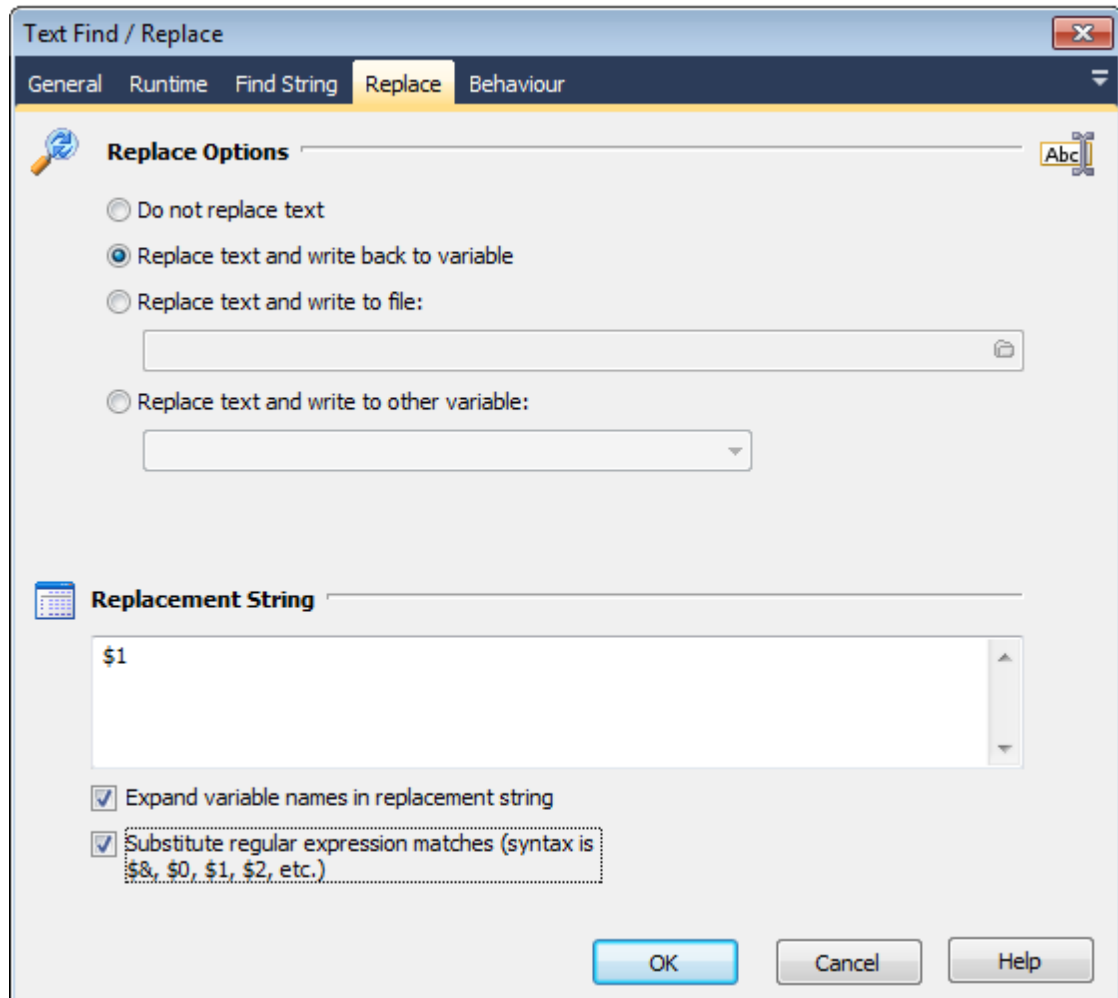 Text Find / Replace
General Runtime Find String Replace Behaviour
Replace Options
Abc
Do not replace text
Replace text and write back to variable
Replace text and write to file:
Replace text and write to other variable:
Replacement String
$1
Expand variable names in replacement string
Substitute regular expression matches (syntax is
$&, $0, $1, $2, etc.)
OK Cancel Help